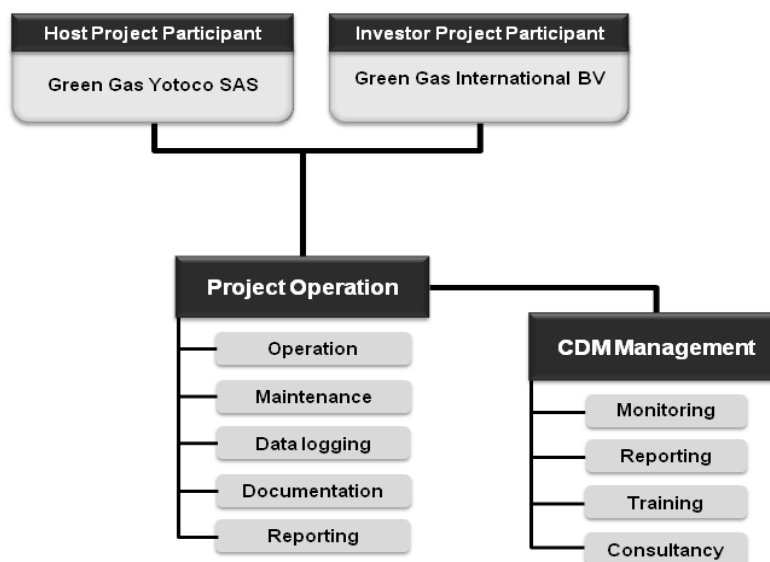 Host Project Participant
Green Gas Yotoco SAS
Investor Project Participant
Green Gas International BV
Project Operation
Operation
Maintenance
Data logging
Documentation
Reporting
CDM Management
Monitoring
Reporting
Training
Consultancy